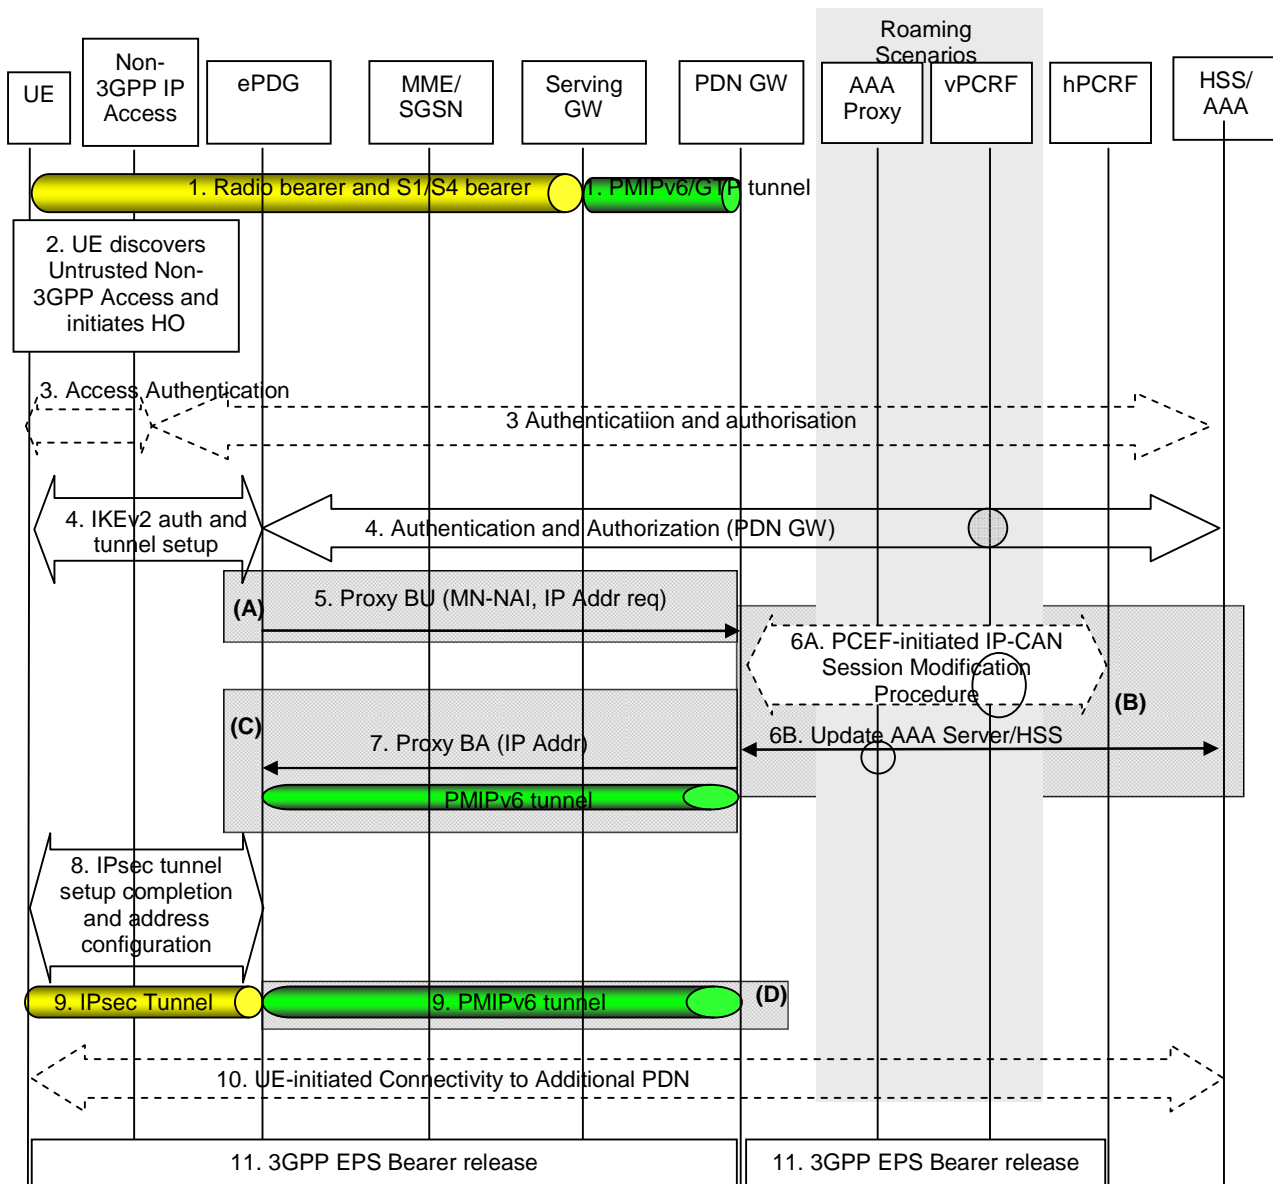 Roaming
Scenarios
UE
Non-
3GPP IP
Access
ePDG
MME/
SGSN
Serving
GW
PDN GW
AAA
Proxy
vPCRF
hPCRF
HSS/
AAA
1. Radio bearer and S1/S4 bearer
1. PMIPv6/GTP tunnel
2. UE discovers
Untrusted Non-
3GPP Access and
initiates HO
3. Access Authentication
3 Authenticatiion and authorisation
4. IKEv2 auth and
tunnel setup
4. Authentication and Authorization (PDN GW)
(A)
5. Proxy BU (MN-NAI, IP Addr req)
6A. PCEF-initiated IP-CAN
Session Modification
Procedure
(B)
(C)
7. Proxy BA (IP Addr)
6B. Update AAA Server/HSS
PMIPv6 tunnel
8. IPsec tunnel
setup completion
and address
configuration
9. IPsec Tunnel
9. PMIPv6 tunnel
(D)
10. UE-initiated Connectivity to Additional PDN
11. 3GPP EPS Bearer release
11. 3GPP EPS Bearer release